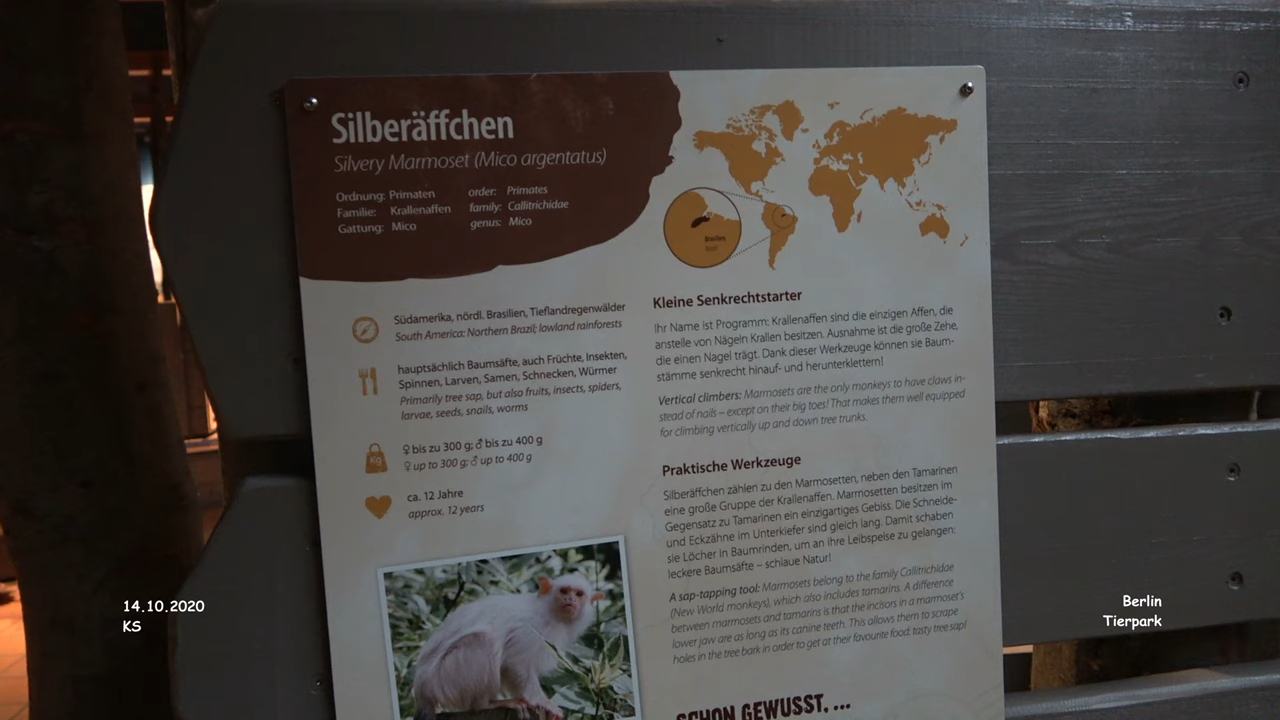 Silberäffchen
Silvery Marmoset (Mico argentatus)
Ordnung: Primaten
Familie: Krallenaffen
Gattung: Mico
order: Primates
family: Callitrichidae
genus: Mico
Brasilien
Südamerika, nördl. Brasilien, Tieflandregenwälder
South America: Northern Brazil; lowland rainforests
hauptsächlich Baumsäfte, auch Früchte, Insekten,
Spinnen, Larven, Samen, Schnecken, Würmer
Primarily tree sap, but also fruits, insects, spiders,
larvae, seeds, snails, worms
Kg
♀ bis zu 300 g; ♂ bis zu 400 g
♀ up to 300 g; ♂ up to 400 g
ca. 12 Jahre
approx. 12 years
Kleine Senkrechtstarter
Ihr Name ist Programm: Krallenaffen sind die einzigen Affen, die
anstelle von Nägeln Krallen besitzen. Ausnahme ist die große Zehe,
die einen Nagel trägt. Dank dieser Werkzeuge können sie Baum-
stämme senkrecht hinauf- und herunterklettern!
Vertical climbers: Marmosets are the only monkeys to have claws in-
stead of nails – except on their big toes! That makes them well equipped
for climbing vertically up and down tree trunks.
Praktische Werkzeuge
Silberäffchen zählen zu den Marmosetten, neben den Tamarinen
eine große Gruppe der Krallenaffen. Marmosetten besitzen im
Gegensatz zu Tamarinen ein einzigartiges Gebiss. Die Schneide-
und Eckzähne im Unterkiefer sind gleich lang. Damit schaben
sie Löcher in Baumrinden, um an ihre Leibspeise zu gelangen:
leckere Baumsäfte – schlaue Natur!
A sap-tapping tool: Marmosets belong to the family Callitrichidae
(New World monkeys), which also includes tamarins. A difference
between marmosets and tamarins is that the incisors in a marmoset's
lower jaw are as long as its canine teeth. This allows them to scrape
holes in the tree bark in order to get at their favourite food: tasty tree sap!
SCHON GEWUSST, ...
14.10.2020
KS
Berlin
Tierpark